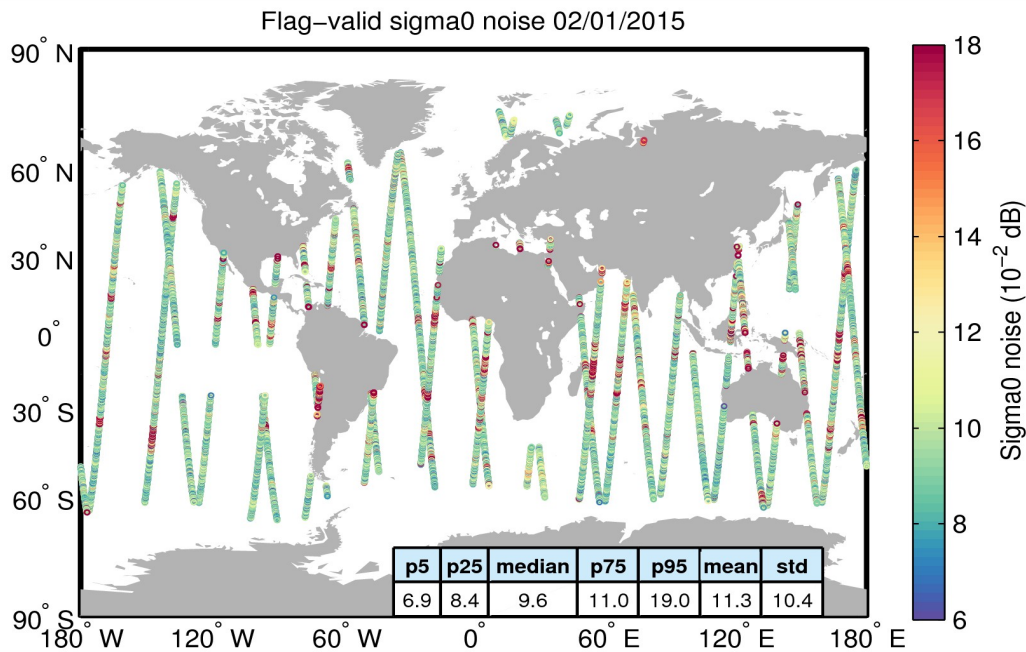 Flag−valid sigma0 noise 02/01/2015
90° N
60° N
30° N
0°
30° S
60° S
90° S
180° W
120° W
60° W
0°
60° E
120° E
180° E
p5 p25 median p75 p95 mean std
6.9 8.4 9.6 11.0 19.0 11.3 10.4
18
16
14
12
10
8
6
Sigma0 noise (10⁻² dB)